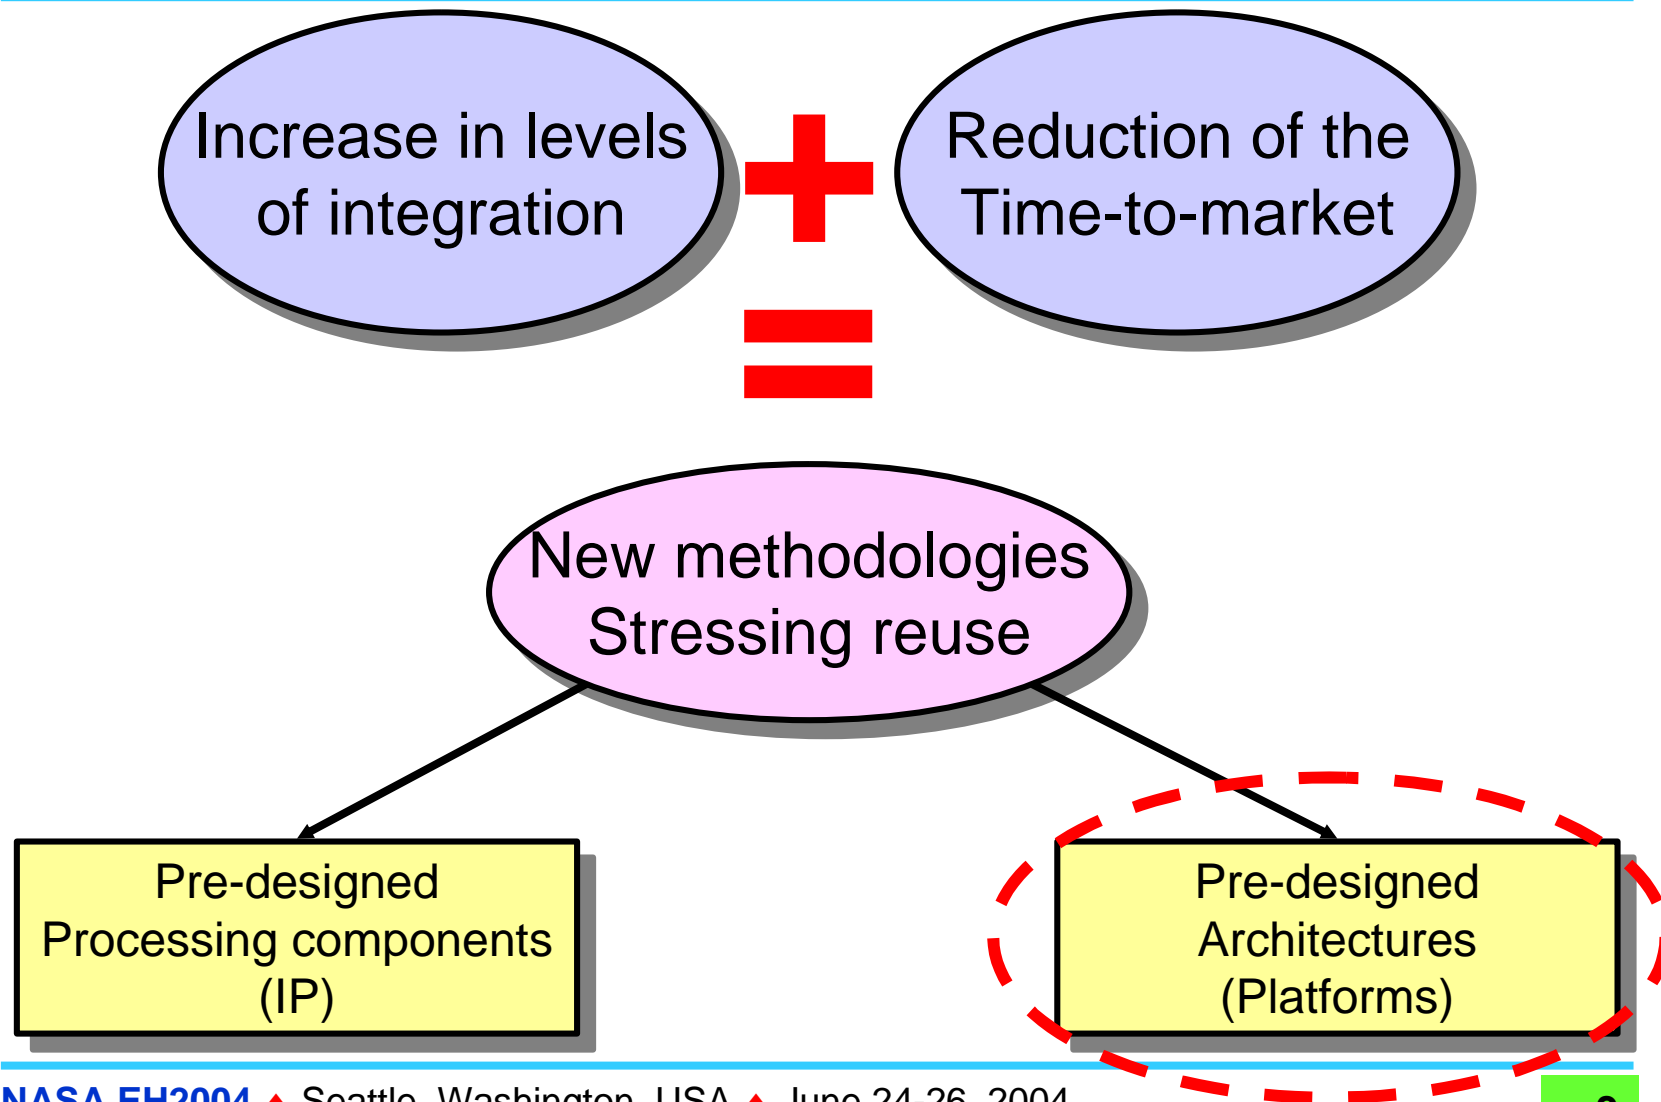 Increase in levels
of integration
+
Reduction of the
Time-to-market
=
New methodologies
Stressing reuse
Pre-designed
Processing components
(IP)
Pre-designed
Architectures
(Platforms)
NASA EH2004 ♦ Seattle, Washington, USA ♦ June 24-26, 2004